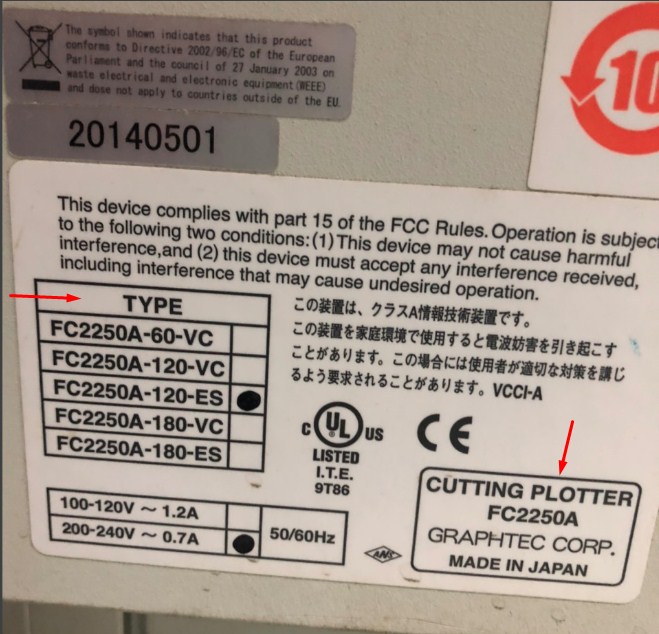 The symbol shown indicates that this product
conforms to Directive 2002/96/EC of the European
Parliament and the council of 27 January 2003 on
waste electrical and electronic equipment (WEEE)
and dose not apply to countries outside of the EU.
20140501
10
This device complies with part 15 of the FCC Rules. Operation is subject
to the following two conditions: (1) This device may not cause harmful
interference,and (2) this device must accept any interference received,
including interference that may cause undesired operation.
TYPE
FC2250A-60-VC
FC2250A-120-VC
FC2250A-120-ES
FC2250A-180-VC
FC2250A-180-ES
この装置は、クラスA情報技術装置です。
この装置を家庭環境で使用すると電波妨害を引き起こす
ことがあります。この場合には使用者が適切な対策を講じ
るよう要求されることがあります。VCCI-A
C UL US
LISTED
I.T.E.
9T86
CE
100-120V ～ 1.2A
200-240V ～ 0.7A
50/60Hz
CUTTING PLOTTER
FC2250A
GRAPHTEC CORP.
MADE IN JAPAN